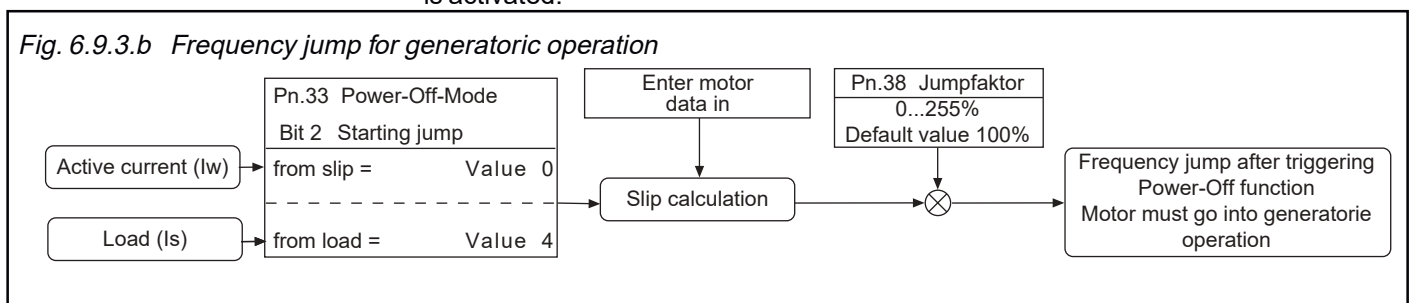 is activated.
Fig. 6.9.3.b Frequency jump for generatoric operation
Pn.33 Power-Off-Mode
Bit 2 Starting jump
from slip = Value 0
from load = Value 4
Active current (Iw)
Load (Is)
Enter motor
data in
Slip calculation
Pn.38 Jumpfaktor
0...255%
Default value 100%
Frequency jump after triggering
Power-Off function
Motor must go into generatorie
operation